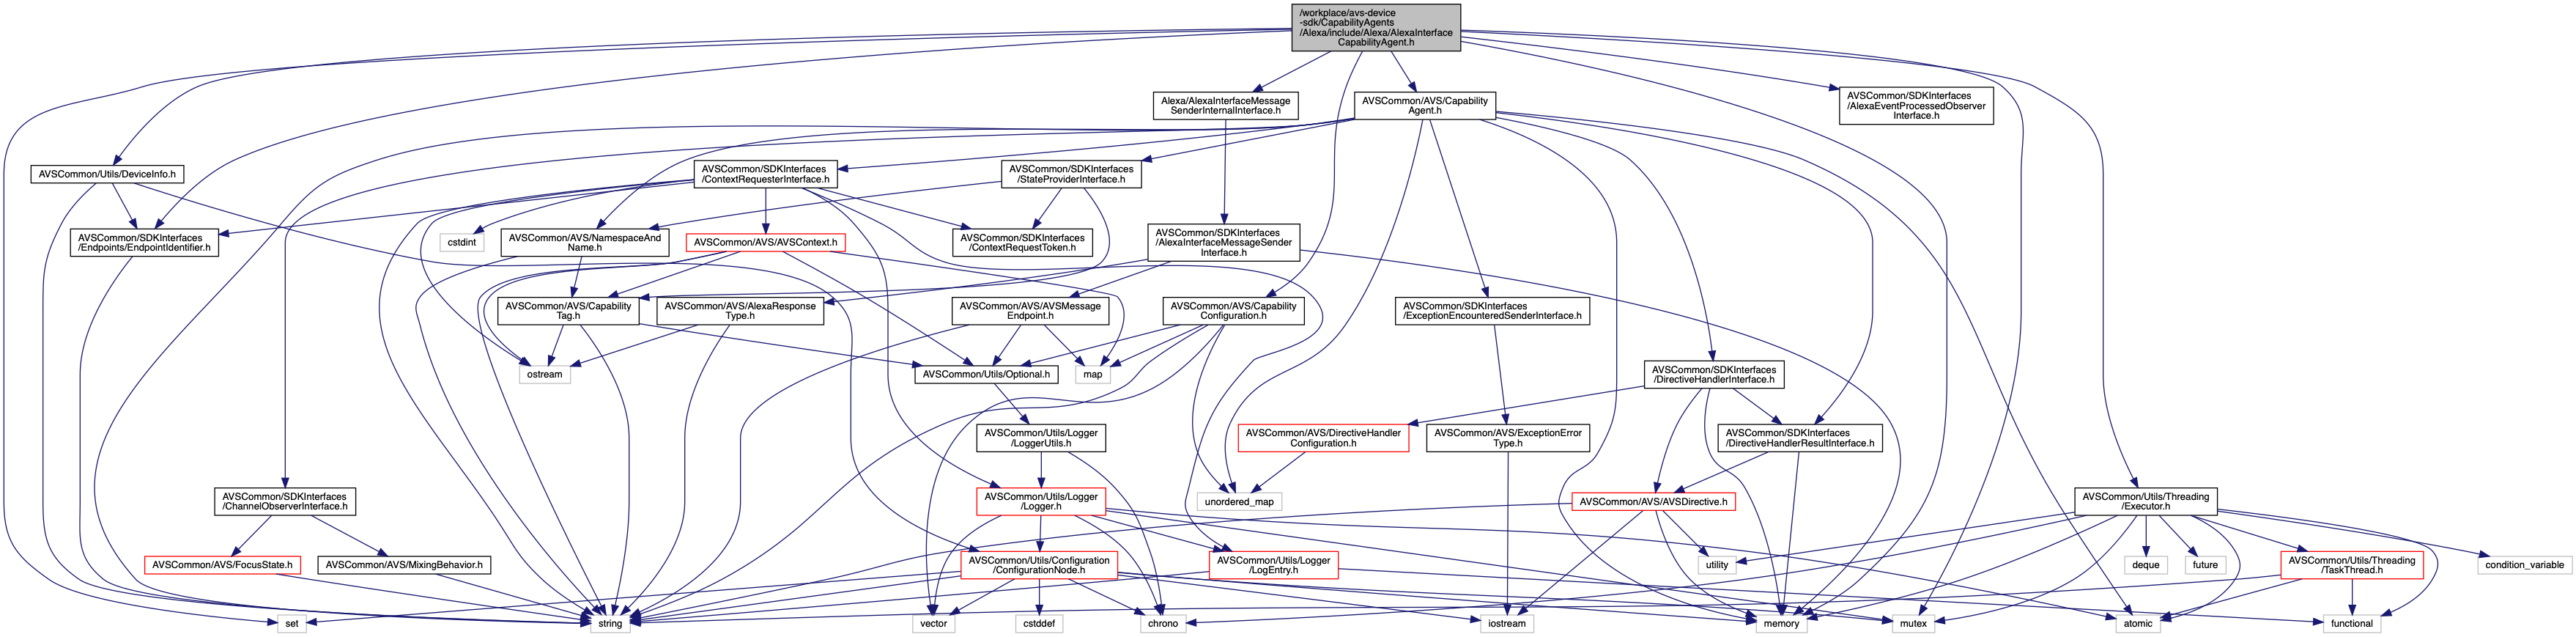 /workplace/avs-device
-sdk/CapabilityAgents
/Alexa/include/Alexa/AlexaInterface
CapabilityAgent.h
Alexa/AlexaInterfaceMessage
SenderInternalInterface.h
AVSCommon/AVS/Capability
Agent.h
AVSCommon/SDKInterfaces
/AlexaEventProcessedObserver
Interface.h
AVSCommon/Utils/DeviceInfo.h
AVSCommon/SDKInterfaces
/ContextRequesterInterface.h
AVSCommon/SDKInterfaces
/StateProviderInterface.h
AVSCommon/SDKInterfaces
/Endpoints/EndpointIdentifier.h
cstdint
AVSCommon/AVS/NamespaceAnd
Name.h
AVSCommon/AVS/AVSContext.h
AVSCommon/SDKInterfaces
/ContextRequestToken.h
AVSCommon/SDKInterfaces
/AlexaInterfaceMessageSender
Interface.h
AVSCommon/AVS/Capability
Tag.h
AVSCommon/AVS/AlexaResponse
Type.h
AVSCommon/AVS/AVSMessage
Endpoint.h
AVSCommon/AVS/Capability
Configuration.h
AVSCommon/SDKInterfaces
/ExceptionEncounteredSenderInterface.h
ostream
AVSCommon/Utils/Optional.h
map
AVSCommon/SDKInterfaces
/DirectiveHandlerInterface.h
AVSCommon/Utils/Logger
/LoggerUtils.h
AVSCommon/AVS/DirectiveHandler
Configuration.h
AVSCommon/AVS/ExceptionError
Type.h
AVSCommon/SDKInterfaces
/DirectiveHandlerResultInterface.h
AVSCommon/SDKInterfaces
/ChannelObserverInterface.h
AVSCommon/Utils/Logger
/Logger.h
unordered_map
AVSCommon/AVS/AVSDirective.h
AVSCommon/Utils/Threading
/Executor.h
AVSCommon/AVS/FocusState.h
AVSCommon/AVS/MixingBehavior.h
AVSCommon/Utils/Configuration
/ConfigurationNode.h
AVSCommon/Utils/Logger
/LogEntry.h
utility
deque
future
AVSCommon/Utils/Threading
/TaskThread.h
condition_variable
set
string
vector
cstddef
chrono
iostream
memory
mutex
atomic
functional